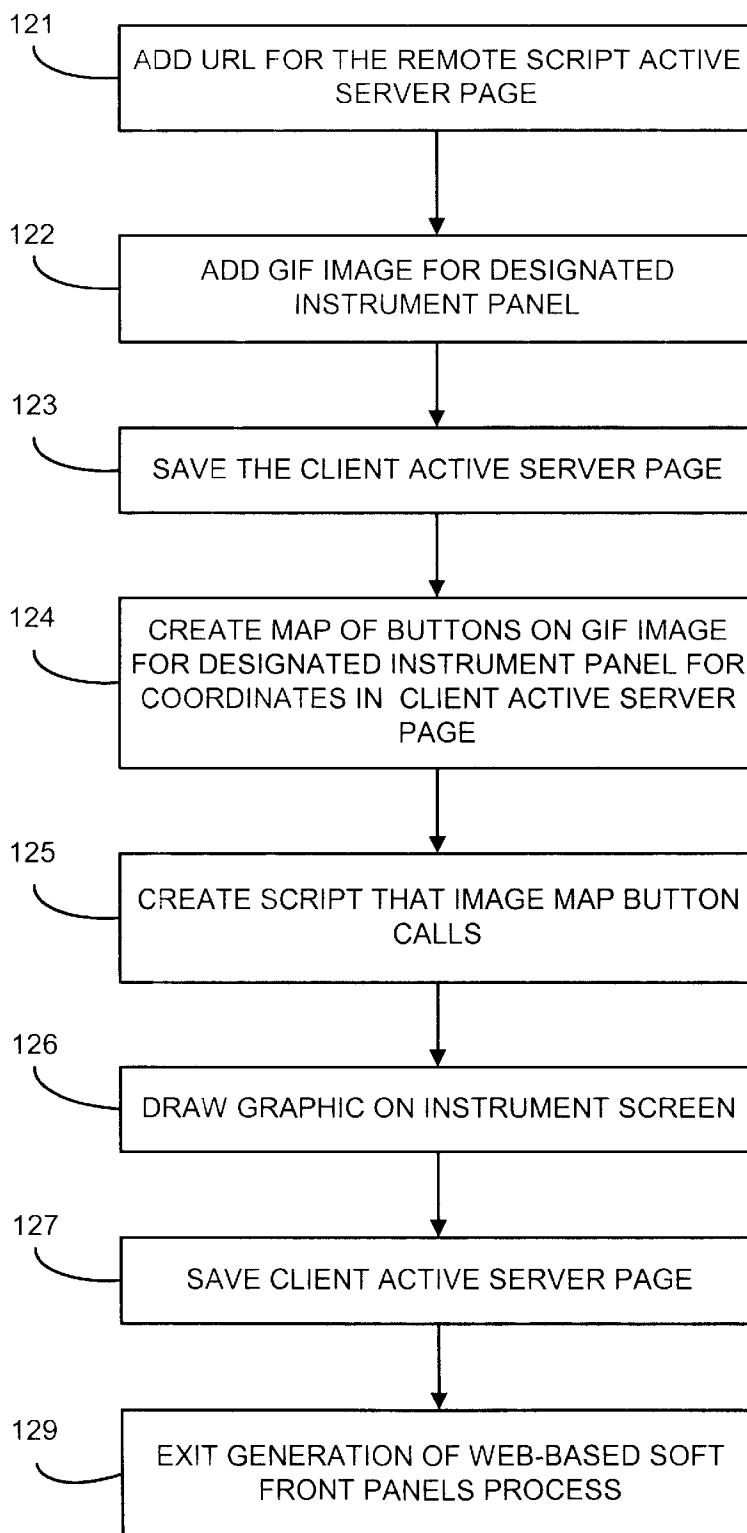 121
ADD URL FOR THE REMOTE SCRIPT ACTIVE
SERVER PAGE
122
ADD GIF IMAGE FOR DESIGNATED
INSTRUMENT PANEL
123
SAVE THE CLIENT ACTIVE SERVER PAGE
124
CREATE MAP OF BUTTONS ON GIF IMAGE
FOR DESIGNATED INSTRUMENT PANEL FOR
COORDINATES IN CLIENT ACTIVE SERVER
PAGE
125
CREATE SCRIPT THAT IMAGE MAP BUTTON
CALLS
126
DRAW GRAPHIC ON INSTRUMENT SCREEN
127
SAVE CLIENT ACTIVE SERVER PAGE
129
EXIT GENERATION OF WEB-BASED SOFT
FRONT PANELS PROCESS